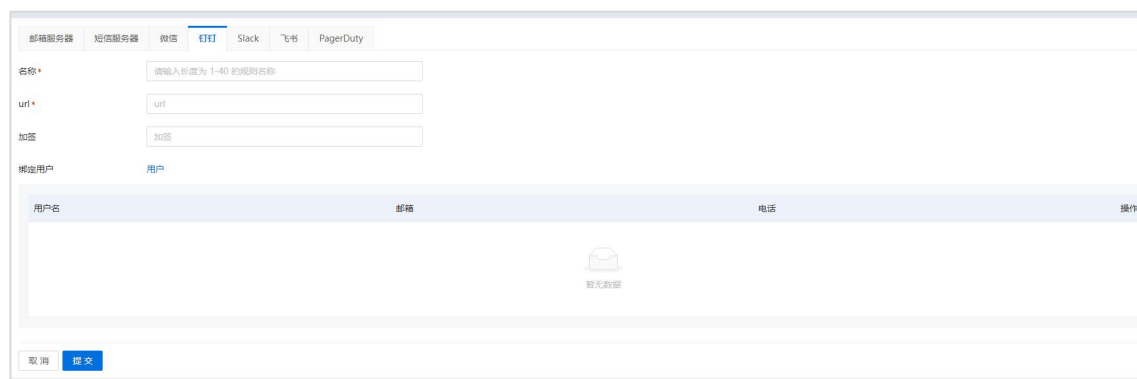 邮箱服务器 短信服务器 微信 钉钉 Slack 飞书 PagerDuty
名称* 请输入长度为 1-40 的规则名称
url* url
加签 加签
绑定用户 用户
用户名 邮箱 电话 操作
暂无数据
取 消 提 交